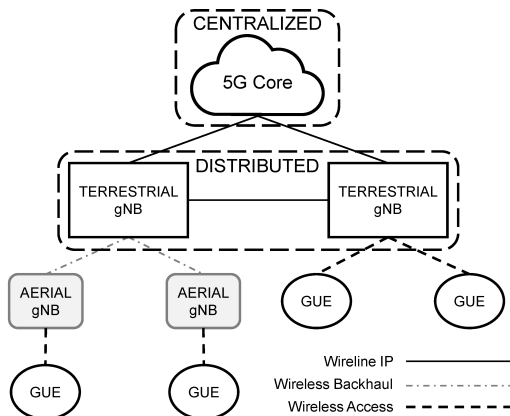 CENTRALIZED
5G Core
DISTRIBUTED
TERRESTRIAL
gNB
TERRESTRIAL
gNB
AERIAL
gNB
AERIAL
gNB
GUE
GUE
GUE
GUE
Wireline IP
Wireless Backhaul
Wireless Access